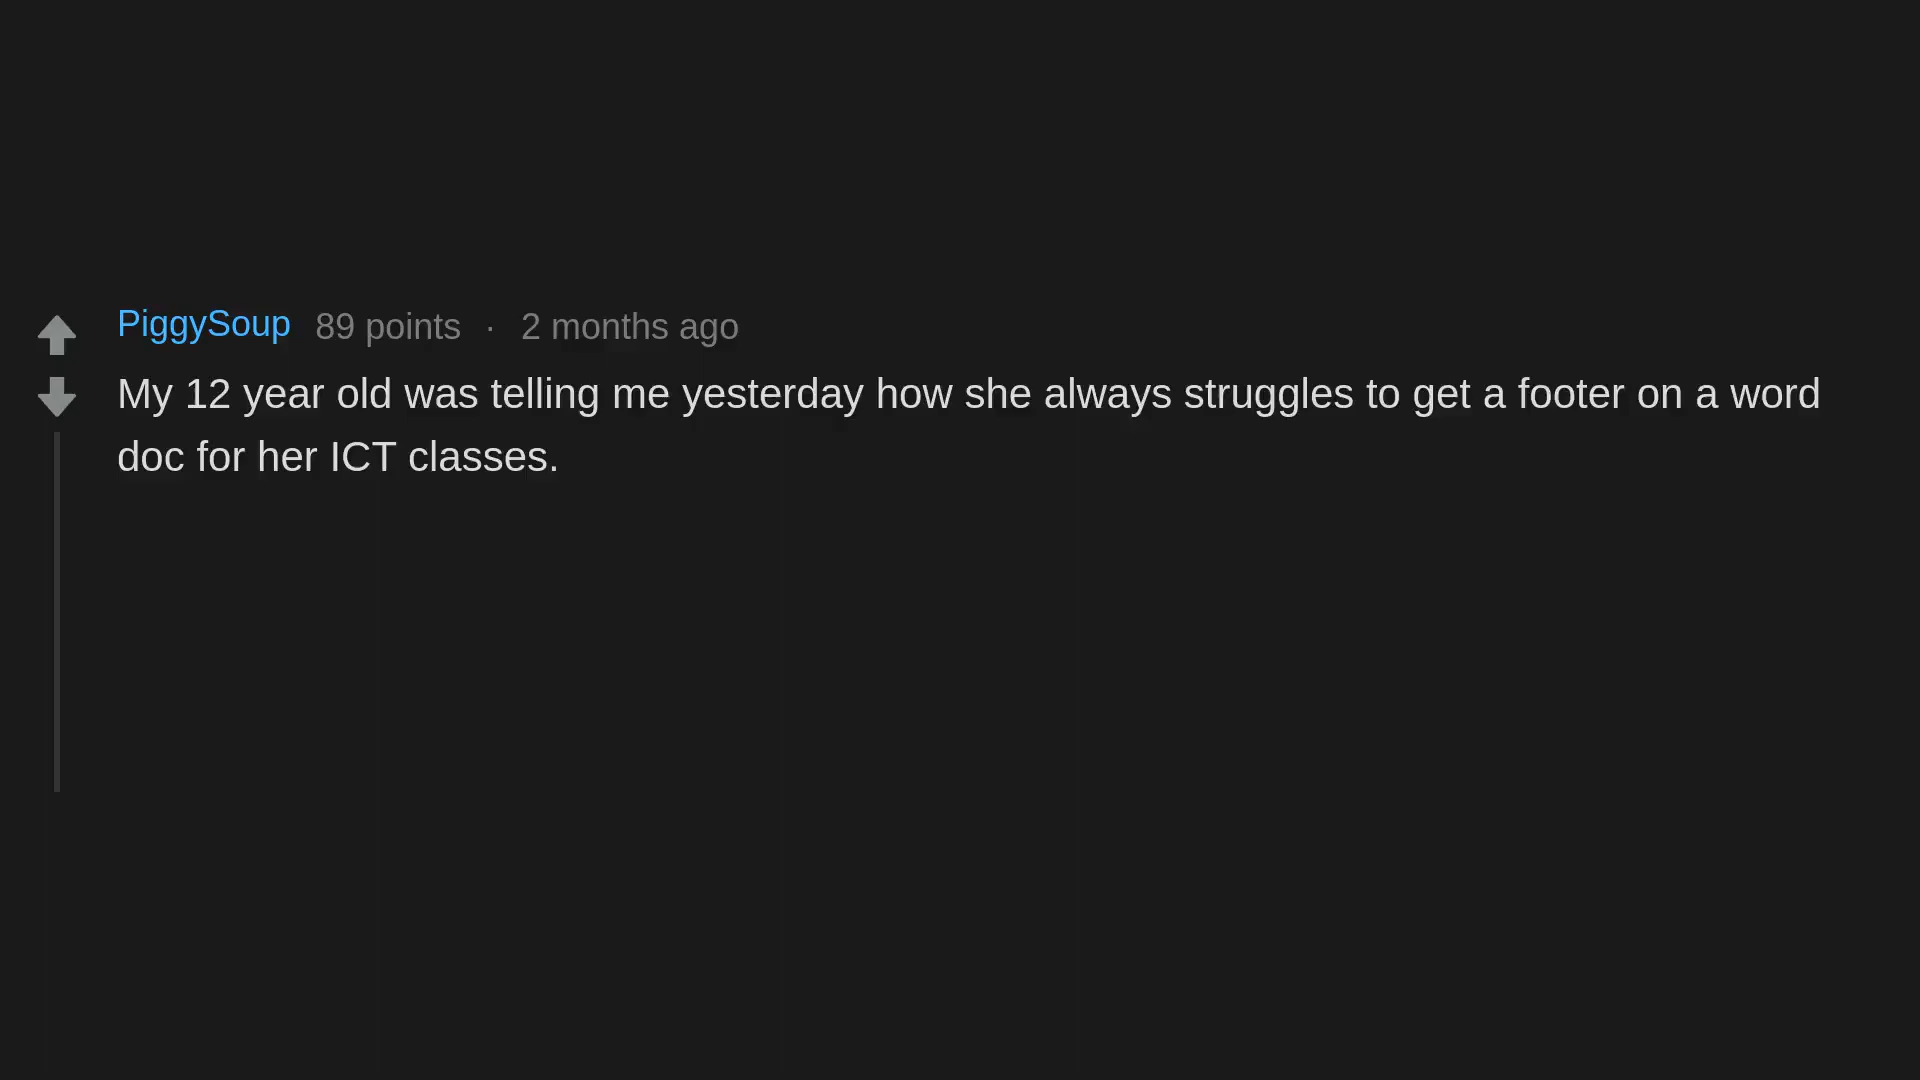 PiggySoup 89 points · 2 months ago
My 12 year old was telling me yesterday how she always struggles to get a footer on a word
doc for her ICT classes.